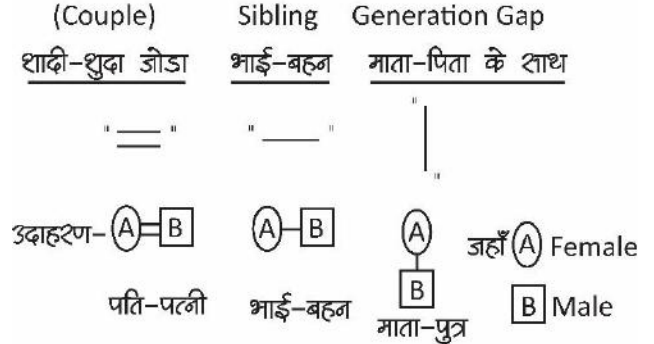 (Couple) Sibling Generation Gap
शादी-शुदा जोडा भाई-बहन माता-पिता के साथ
" = " " — " " | "
उदाहरण- A = B A - B A जहाँ A Female
B B Male
पति-पत्नी भाई-बहन माता-पुत्र